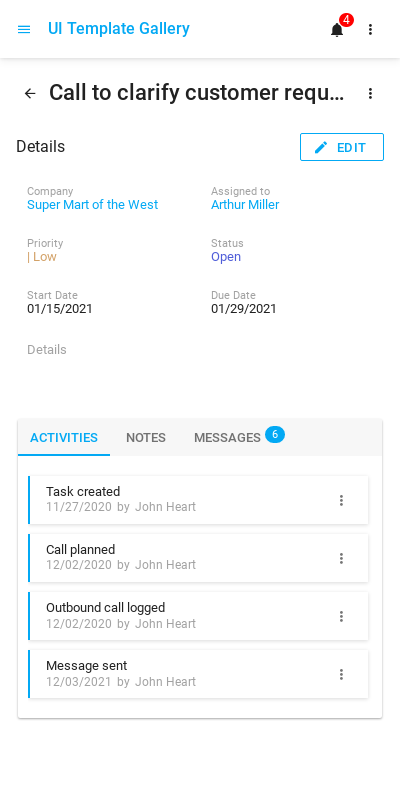 UI Template Gallery
4
Call to clarify customer requ...
Details
EDIT
Company
Super Mart of the West
Assigned to
Arthur Miller
Priority
| Low
Status
Open
Start Date
01/15/2021
Due Date
01/29/2021
Details
ACTIVITIES NOTES MESSAGES 6
Task created
11/27/2020 by John Heart
Call planned
12/02/2020 by John Heart
Outbound call logged
12/02/2020 by John Heart
Message sent
12/03/2021 by John Heart